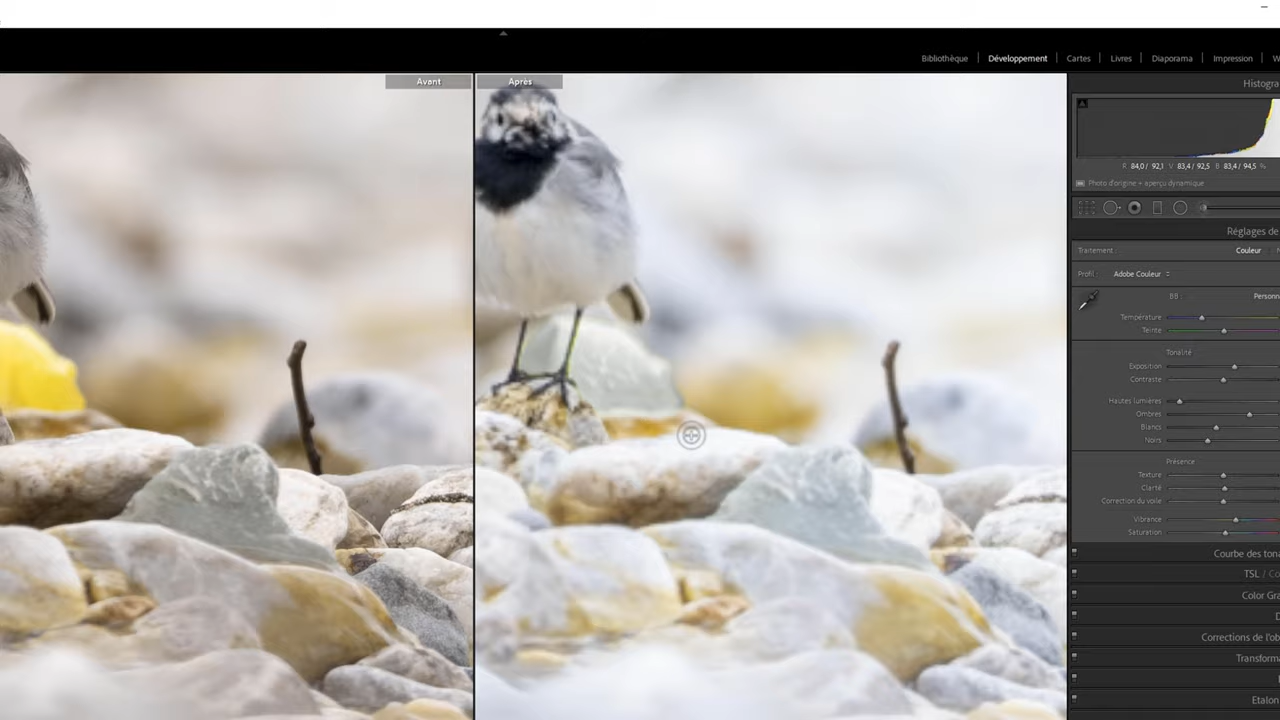 Bibliothèque | Développement | Cartes | Livres | Diaporama | Impression | W
Avant
Après
Histogra
R 84,0 / 92,1 V 83,4 / 92,5 B 83,4 / 94,5 %
Photo d'origine + aperçu dynamique
Réglages de
Traitement : Couleur N
Profil : Adobe Couleur
BB : Personn
Température
Teinte
Tonalité
Exposition
Contraste
Hautes lumières
Ombres
Blancs
Noirs
Présence
Texture
Clarté
Correction du voile
Vibrance
Saturation
Courbe des tona
TSL / Co
Color Gra
D
Corrections de l'ob
Transforma
Etalon